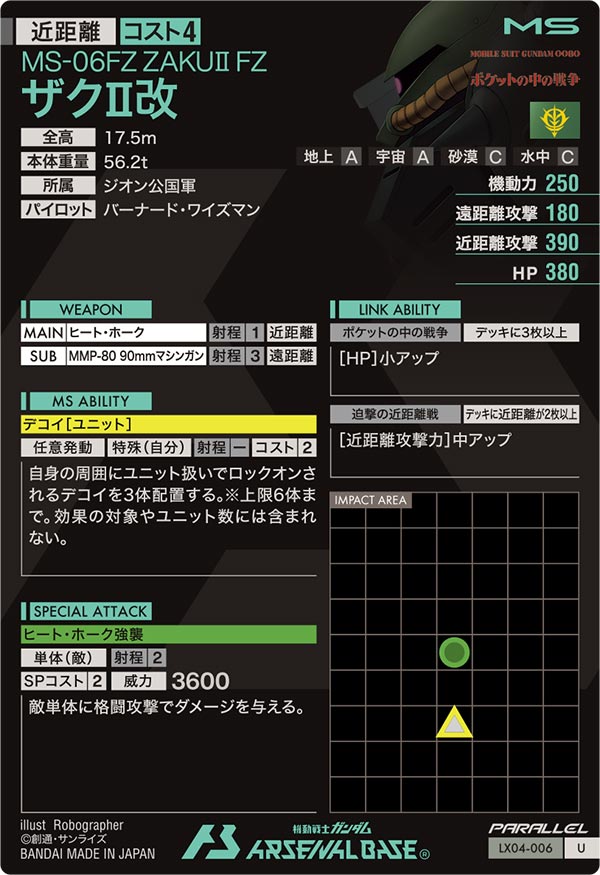 近距離 コスト4
MS
MS-06FZ ZAKUⅡ FZ
ザクⅡ改
MOBILE SUIT GUNDAM 0080
ポケットの中の戦争
全高 17.5m
本体重量 56.2t
所属 ジオン公国軍
パイロット バーナード・ワイズマン
地上 A 宇宙 A 砂漠 C 水中 C
機動力 250
遠距離攻撃 180
近距離攻撃 390
HP 380
WEAPON
MAIN ヒート・ホーク 射程 1 近距離
SUB MMP-80 90mmマシンガン 射程 3 遠距離
MS ABILITY
デコイ[ユニット]
任意発動 特殊(自分) 射程 ー コスト 2
自身の周囲にユニット扱いでロックオンさ
れるデコイを3体配置する。※上限6体ま
で。効果の対象やユニット数には含まれ
ない。
SPECIAL ATTACK
ヒート・ホーク強襲
単体(敵) 射程 2
SPコスト 2 威力 3600
敵単体に格闘攻撃でダメージを与える。
LINK ABILITY
ポケットの中の戦争 デッキに3枚以上
[HP]小アップ
迫撃の近距離戦 デッキに近距離が2枚以上
[近距離攻撃力]中アップ
IMPACT AREA
illust Robographer
©創通・サンライズ
BANDAI MADE IN JAPAN
機動戦士ガンダム
AB ARSENAL BASE®
PARALLEL
LX04-006 U